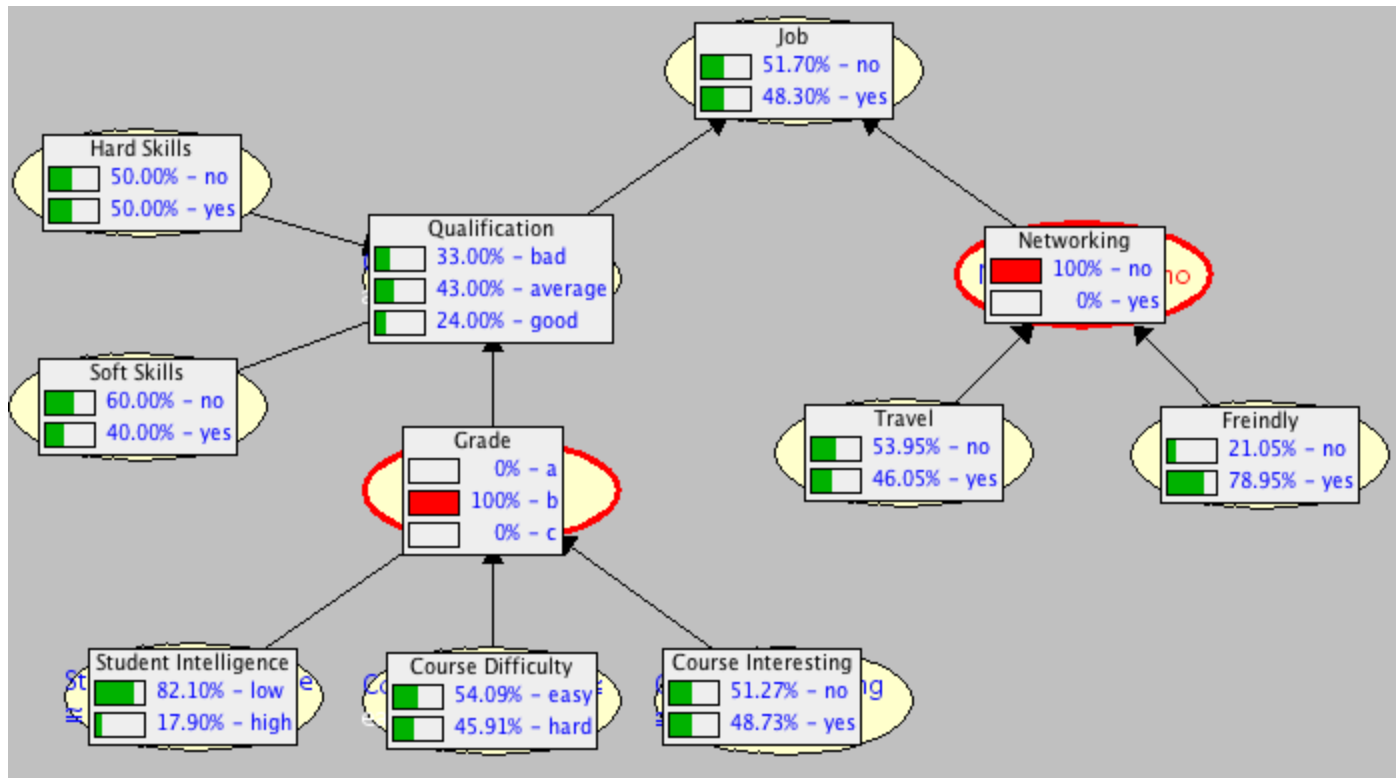 Job
51.70% – no
48.30% – yes
Hard Skills
50.00% – no
50.00% – yes
Qualification
33.00% – bad
43.00% – average
24.00% – good
Networking
100% – no
0% – yes
no
Soft Skills
60.00% – no
40.00% – yes
Grade
0% – a
100% – b
0% – c
Travel
53.95% – no
46.05% – yes
Freindly
21.05% – no
78.95% – yes
Student Intelligence
82.10% – low
17.90% – high
Course Difficulty
54.09% – easy
45.91% – hard
Course Interesting
51.27% – no
48.73% – yes